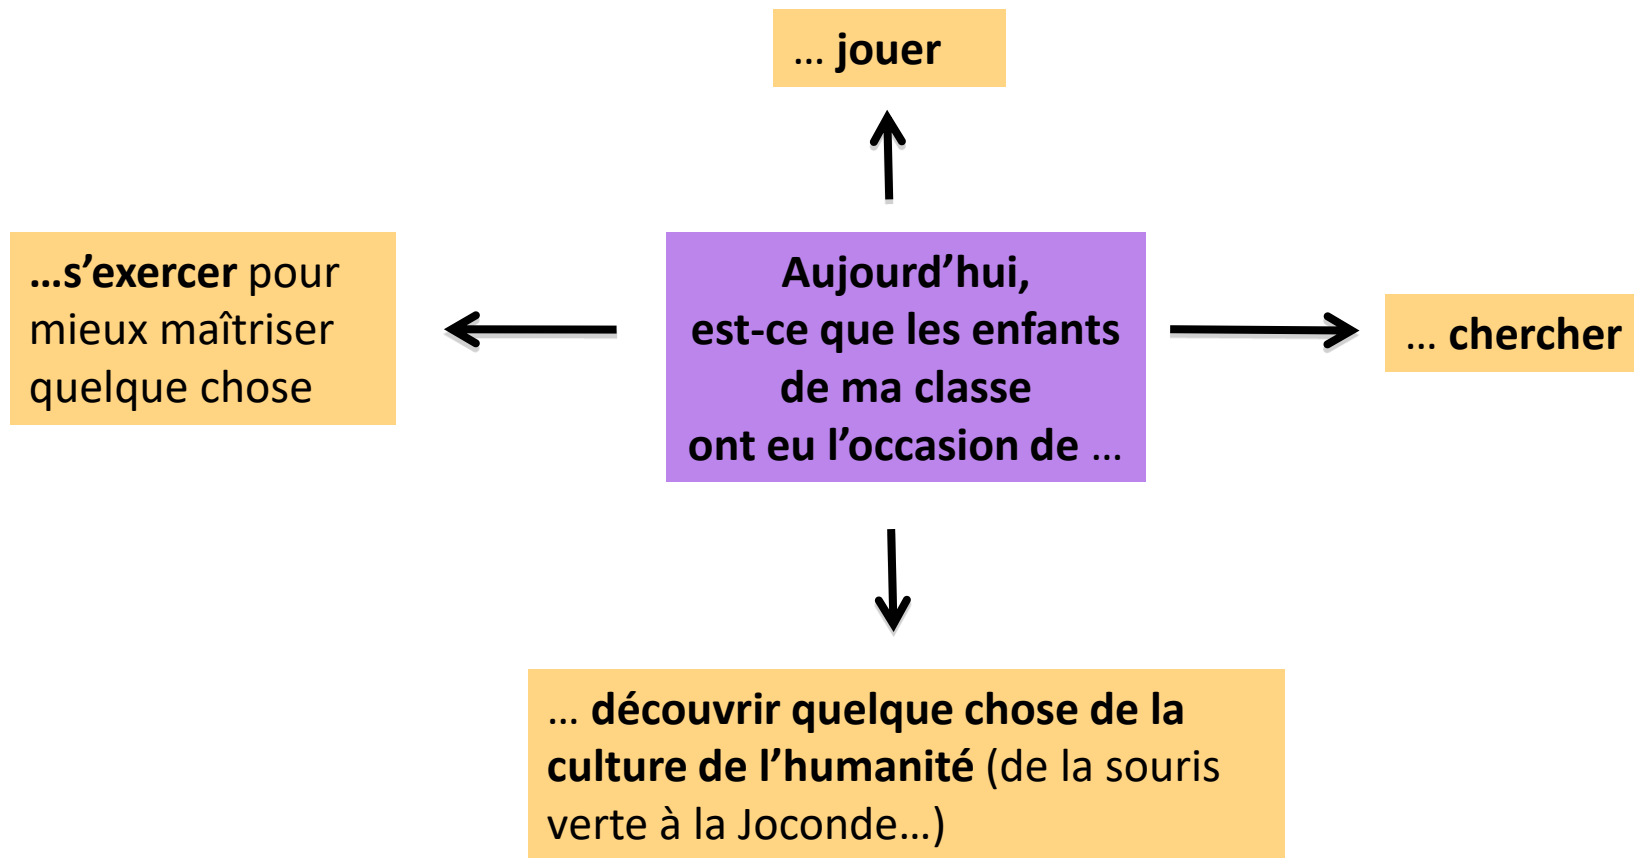 … jouer
…s’exercer pour
mieux maîtriser
quelque chose
Aujourd’hui,
est-ce que les enfants
de ma classe
ont eu l’occasion de …
… chercher
… découvrir quelque chose de la
culture de l’humanité (de la souris
verte à la Joconde…)